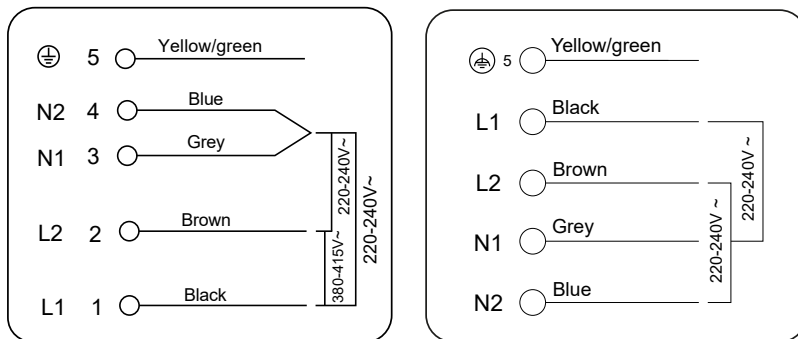 5 Yellow/green
N2 4 Blue
N1 3 Grey
L2 2 Brown
L1 1 Black
220-240V~
380-415V~
220-240V~
5 Yellow/green
L1 Black
L2 Brown
N1 Grey
N2 Blue
220-240V~
220-240V~